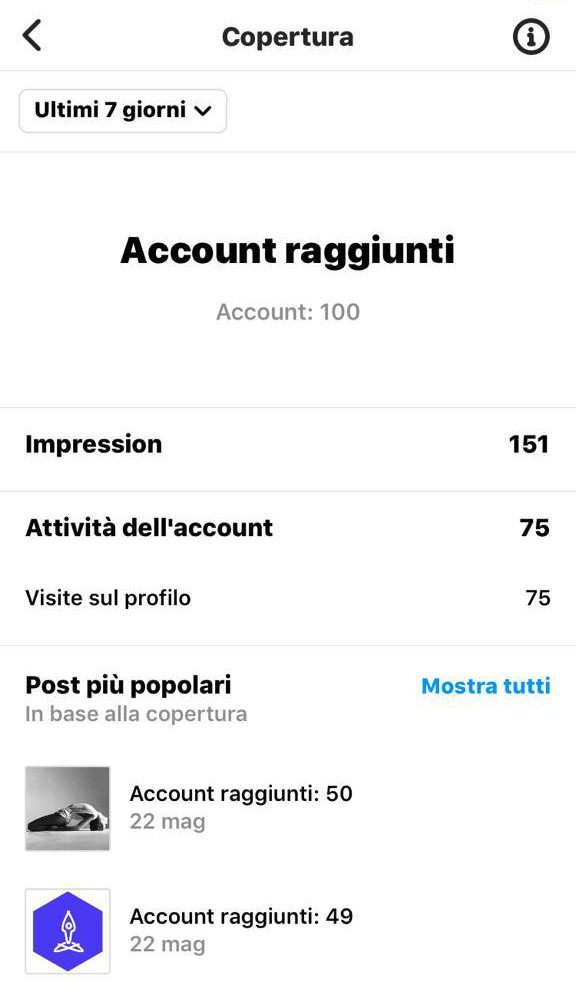 Copertura
Ultimi 7 giorni
Account raggiunti
Account: 100
Impression 151
Attività dell'account 75
Visite sul profilo 75
Post più popolari Mostra tutti
In base alla copertura
Account raggiunti: 50
22 mag
Account raggiunti: 49
22 mag